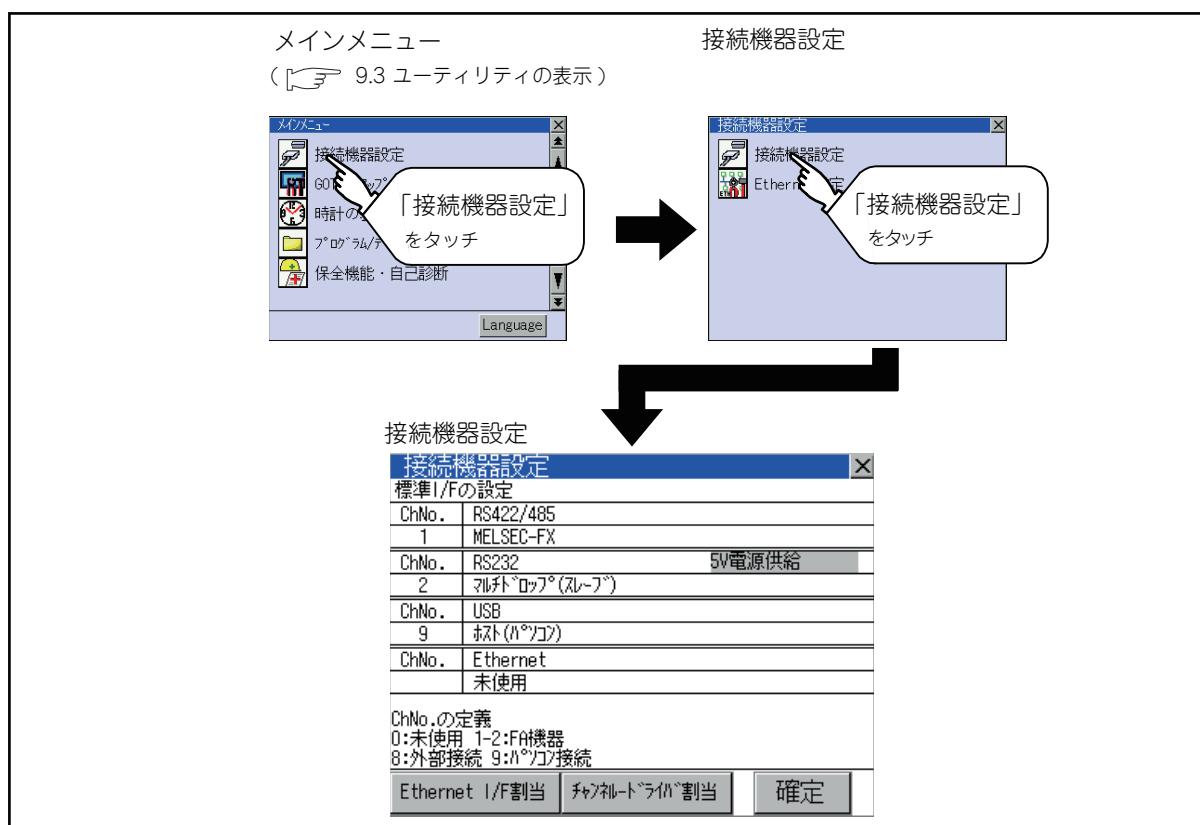 メインメニュー
接続機器設定
( 9.3 ユーティリティの表示 )
ﾒｲﾝﾒﾆｭｰ
接続機器設定
時計の
ﾌﾟﾛｸﾞﾗﾑ/ﾃ
保全機能・自己診断
Language
「接続機器設定」
をタッチ
接続機器設定
接続機器設定
Ethern
定
「接続機器設定」
をタッチ
接続機器設定
接続機器設定
標準I/Fの設定
ChNo. RS422/485
1 MELSEC-FX
ChNo. RS232 5V電源供給
2 ﾏﾙﾁﾄﾞﾛｯﾌﾟ(ｽﾚｰﾌﾞ)
ChNo. USB
9 ﾎｽﾄ(ﾊﾟｿｺﾝ)
ChNo. Ethernet
未使用
ChNo.の定義
0:未使用 1-2:FA機器
8:外部接続 9:ﾊﾟｿｺﾝ接続
Ethernet I/F割当 ﾁｬﾝﾈﾙ-ﾄﾞﾗｲﾊﾞ割当 確定